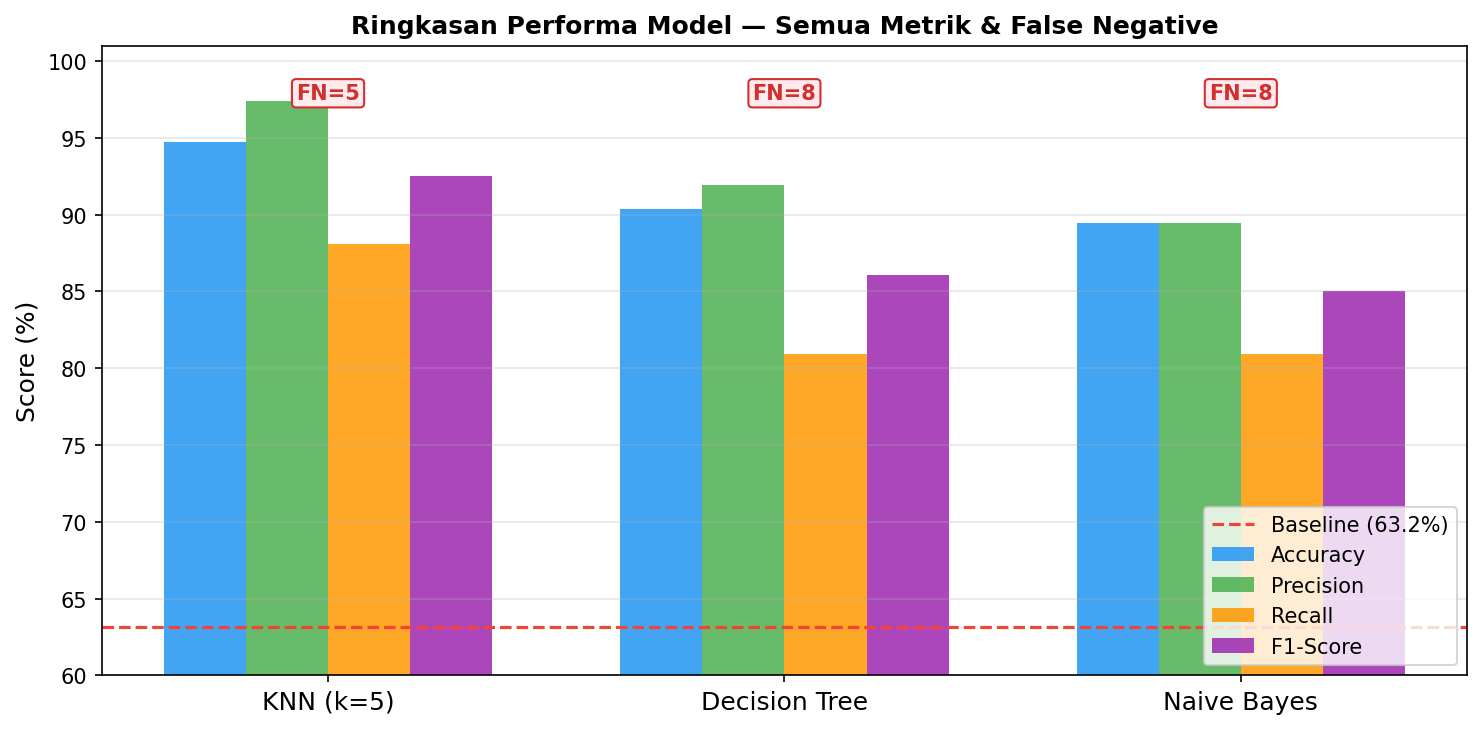 Ringkasan Performa Model — Semua Metrik & False Negative
100
95
90
85
80
75
70
65
60
Score (%)
FN=5
FN=8
FN=8
Baseline (63.2%)
Accuracy
Precision
Recall
F1-Score
KNN (k=5)
Decision Tree
Naive Bayes